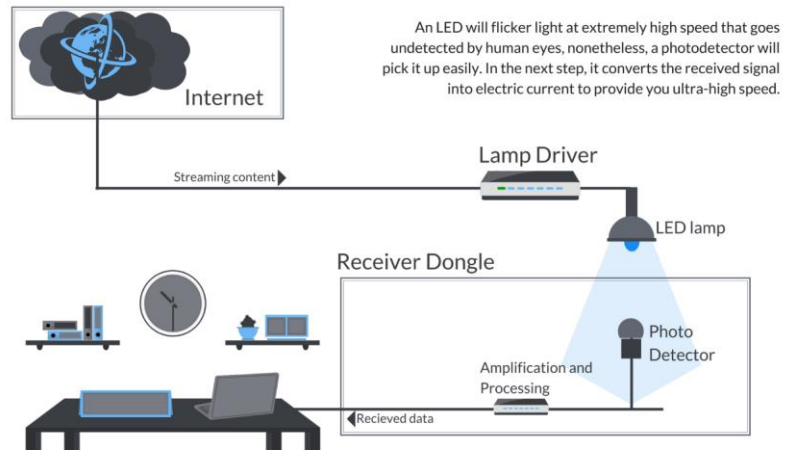 An LED will flicker light at extremely high speed that goes
undetected by human eyes, nonetheless, a photodetector will
pick it up easily. In the next step, it converts the received signal
into electric current to provide you ultra-high speed.
Internet
Streaming content
Lamp Driver
LED lamp
Receiver Dongle
Photo
Detector
Amplification and
Processing
Recieved data